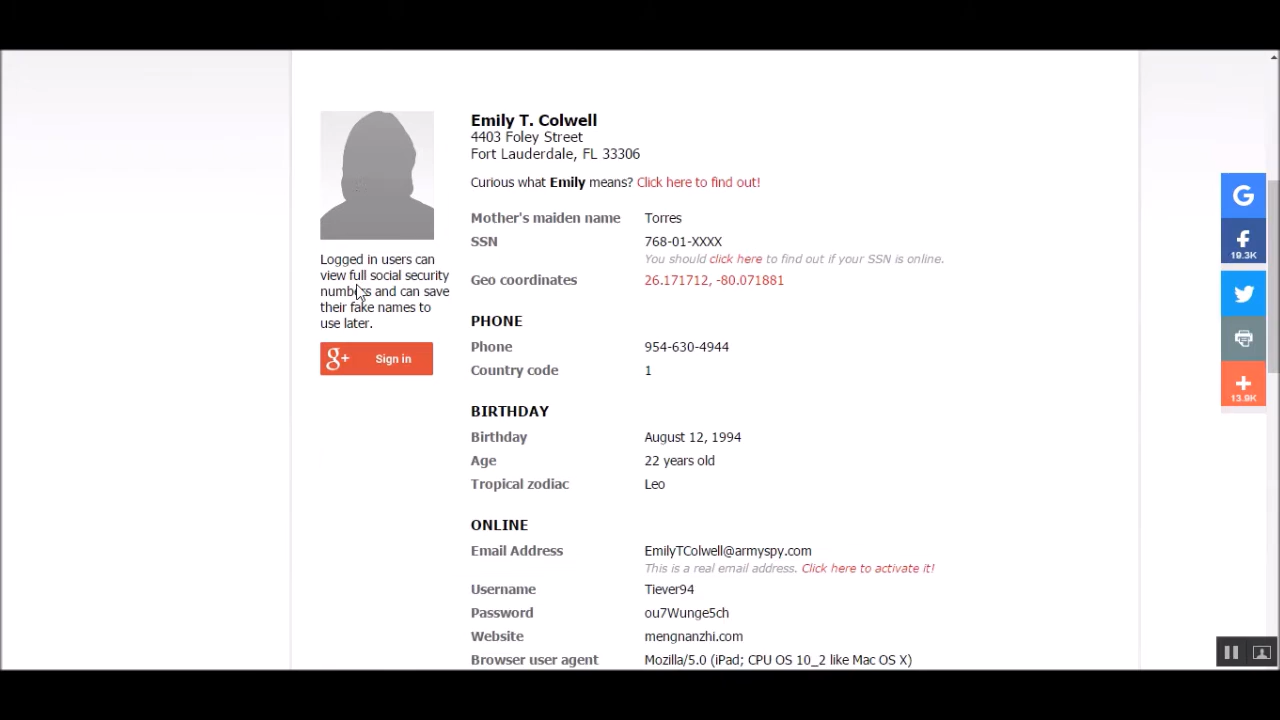 Emily T. Colwell
4403 Foley Street
Fort Lauderdale, FL 33306
Curious what Emily means? Click here to find out!
Mother's maiden name Torres
SSN 768-01-XXXX
You should click here to find out if your SSN is online.
Geo coordinates 26.171712, -80.071881
Logged in users can
view full social security
numbers and can save
their fake names to
use later.
g+ Sign in
PHONE
Phone 954-630-4944
Country code 1
BIRTHDAY
Birthday August 12, 1994
Age 22 years old
Tropical zodiac Leo
ONLINE
Email Address EmilyTColwell@armyspy.com
This is a real email address. Click here to activate it!
Username Tiever94
Password ou7Wunge5ch
Website mengnanzhi.com
Browser user agent Mozilla/5.0 (iPad; CPU OS 10_2 like Mac OS X)
G
f
19.3K
13.9K